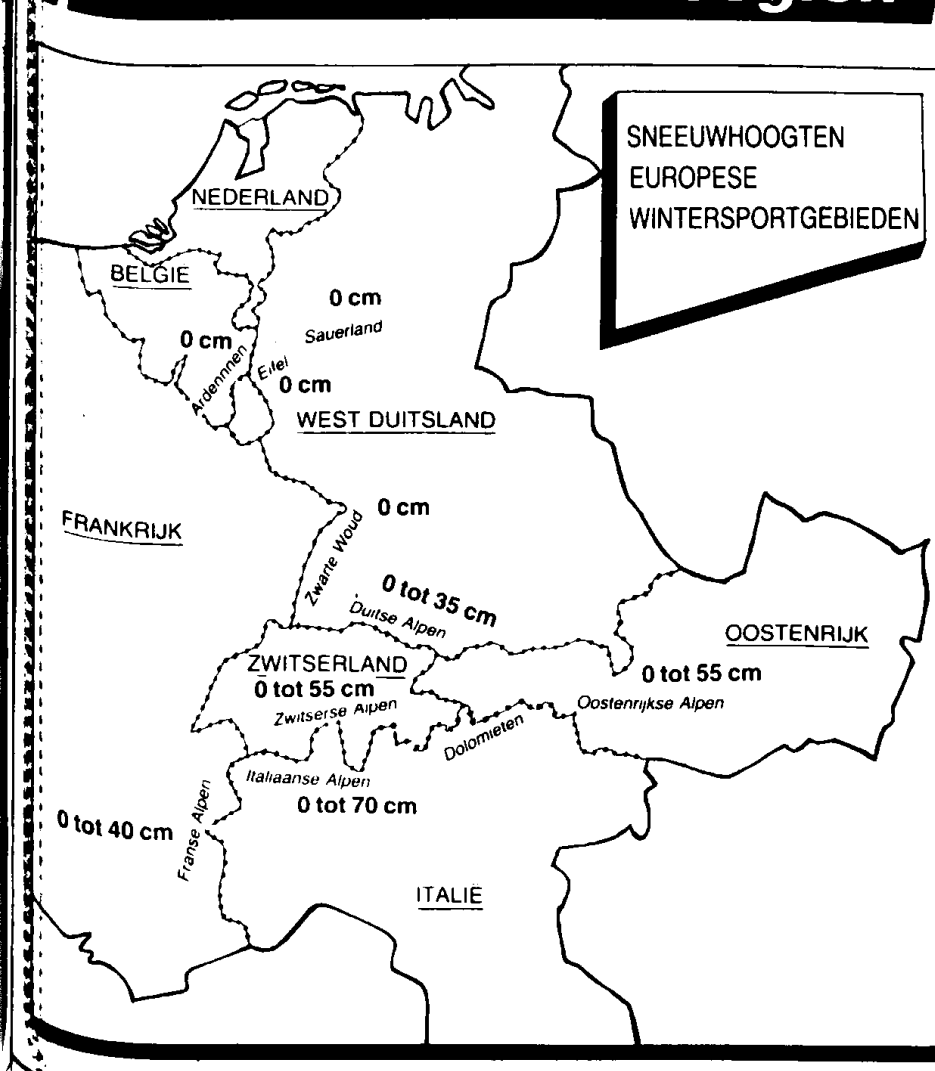 SNEEUWHOOGTEN
EUROPESE
WINTERSPORTGEBIEDEN
NEDERLAND
BELGIE
0 cm
Sauerland
0 cm
Ardennnen
Eifel
0 cm
WEST DUITSLAND
FRANKRIJK
0 cm
Zwarte Woud
0 tot 35 cm
Duitse Alpen
OOSTENRIJK
ZWITSERLAND
0 tot 55 cm
Zwitserse Alpen
0 tot 55 cm
Oostenrijkse Alpen
Dolomieten
Italiaanse Alpen
0 tot 70 cm
0 tot 40 cm
Franse Alpen
ITALIË